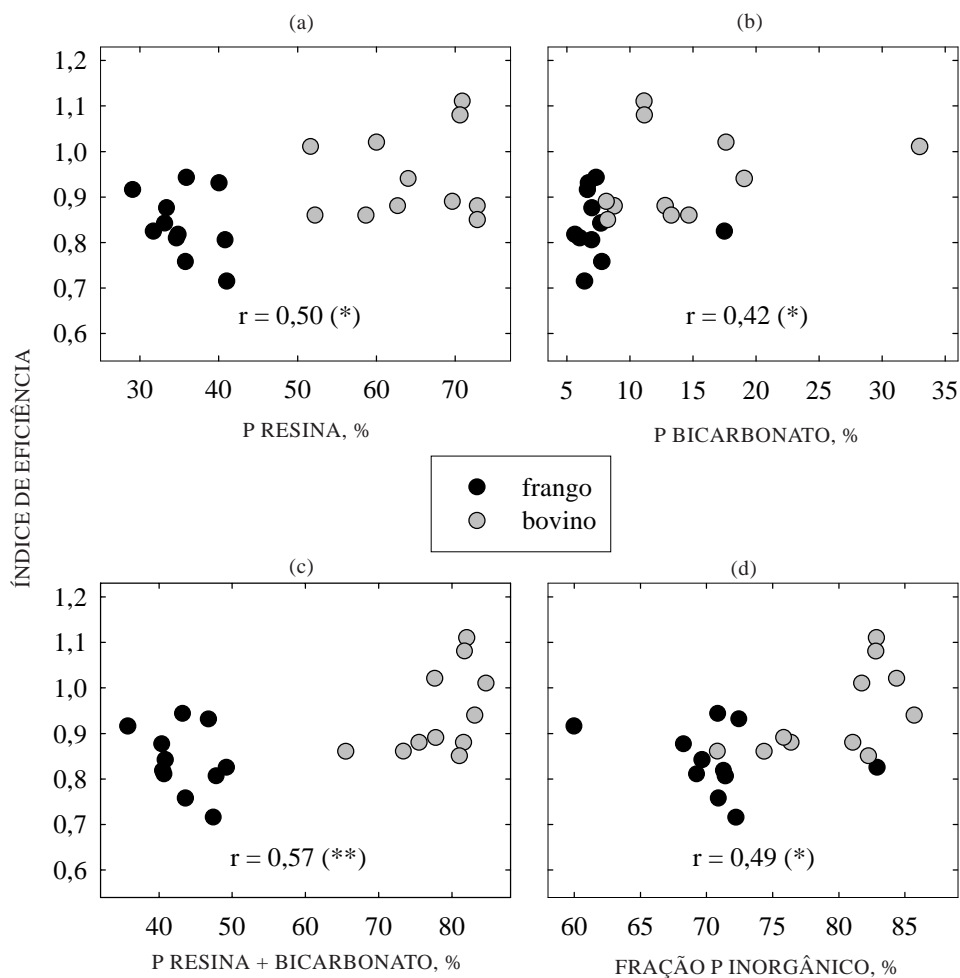 (a)
(b)
1,2
1,1
1,0
0,9
0,8
0,7
0,6
r = 0,50 (*)
r = 0,42 (*)
30 40 50 60 70
5 10 15 20 25 30 35
P RESINA, %
P BICARBONATO, %
ÍNDICE DE EFICIÊNCIA
frango
bovino
(c)
(d)
1,2
1,1
1,0
0,9
0,8
0,7
0,6
r = 0,57 (**)
r = 0,49 (*)
40 50 60 70 80
60 65 70 75 80 85
P RESINA + BICARBONATO, %
FRAÇÃO P INORGÂNICO, %